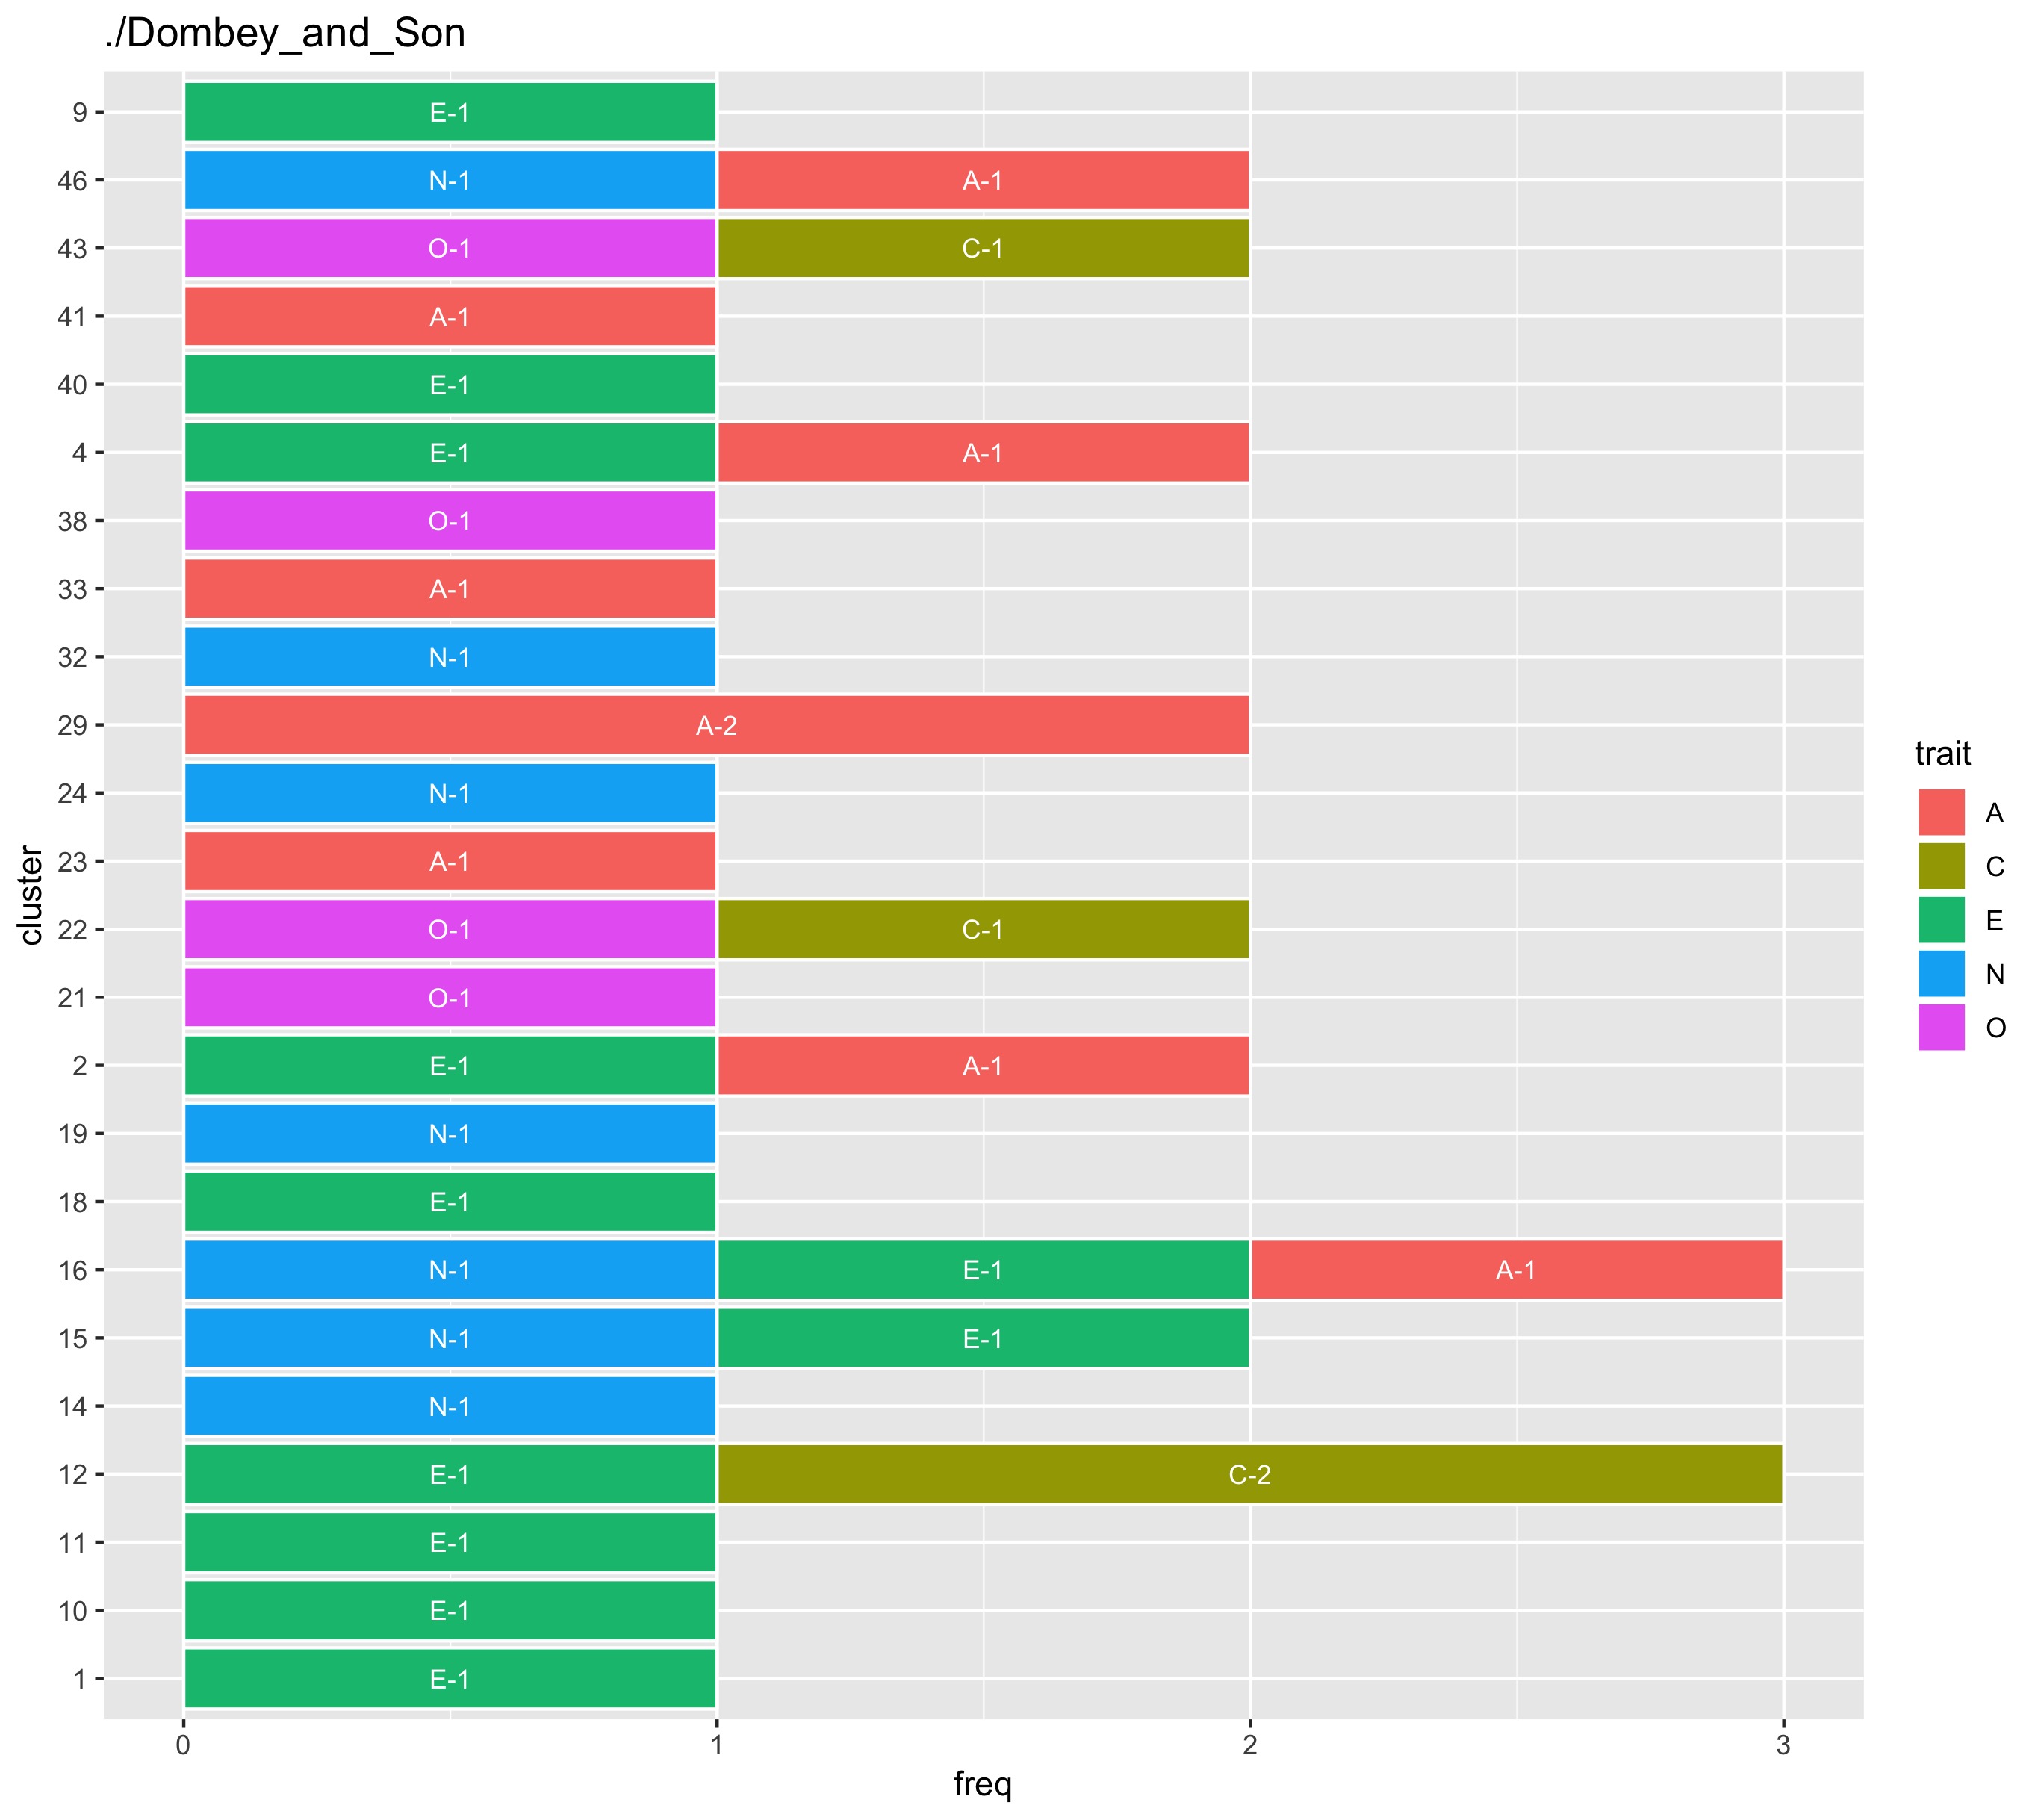 ./Dombey_and_Son
9 E-1
46 N-1 A-1
43 O-1 C-1
41 A-1
40 E-1
4 E-1 A-1
38 O-1
33 A-1
32 N-1
29 A-2
24 N-1
23 A-1
22 O-1 C-1
21 O-1
2 E-1 A-1
19 N-1
18 E-1
16 N-1 E-1 A-1
15 N-1 E-1
14 N-1
12 E-1 C-2
11 E-1
10 E-1
1 E-1
0 1 2 3
freq
cluster
trait
A
C
E
N
O